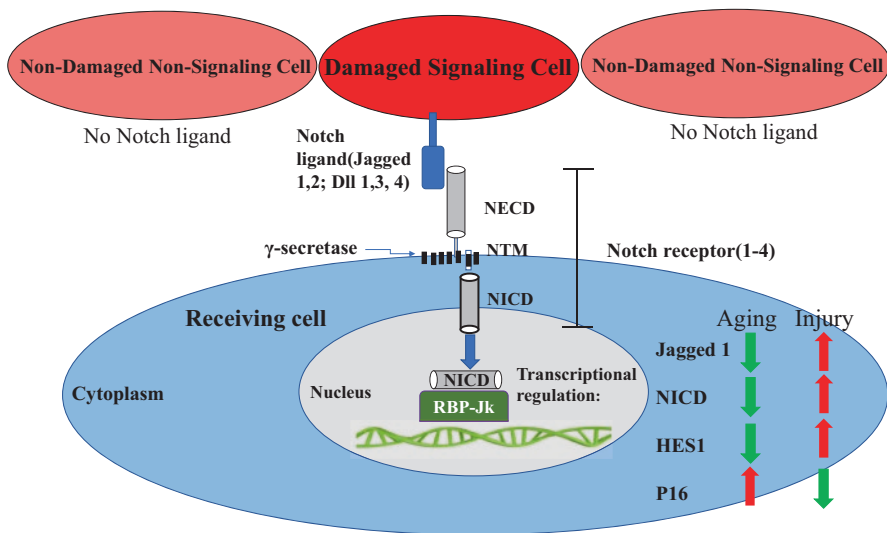 Non-Damaged Non-Signaling Cell
Damaged Signaling Cell
Non-Damaged Non-Signaling Cell
No Notch ligand
No Notch ligand
Notch
ligand(Jagged
1,2; Dll 1,3, 4)
NECD
γ-secretase
NTM
Notch receptor(1-4)
NICD
Receiving cell
Aging
Injury
Jagged 1
Cytoplasm
Nucleus
NICD
RBP-Jk
Transcriptional
regulation:
NICD
HES1
P16